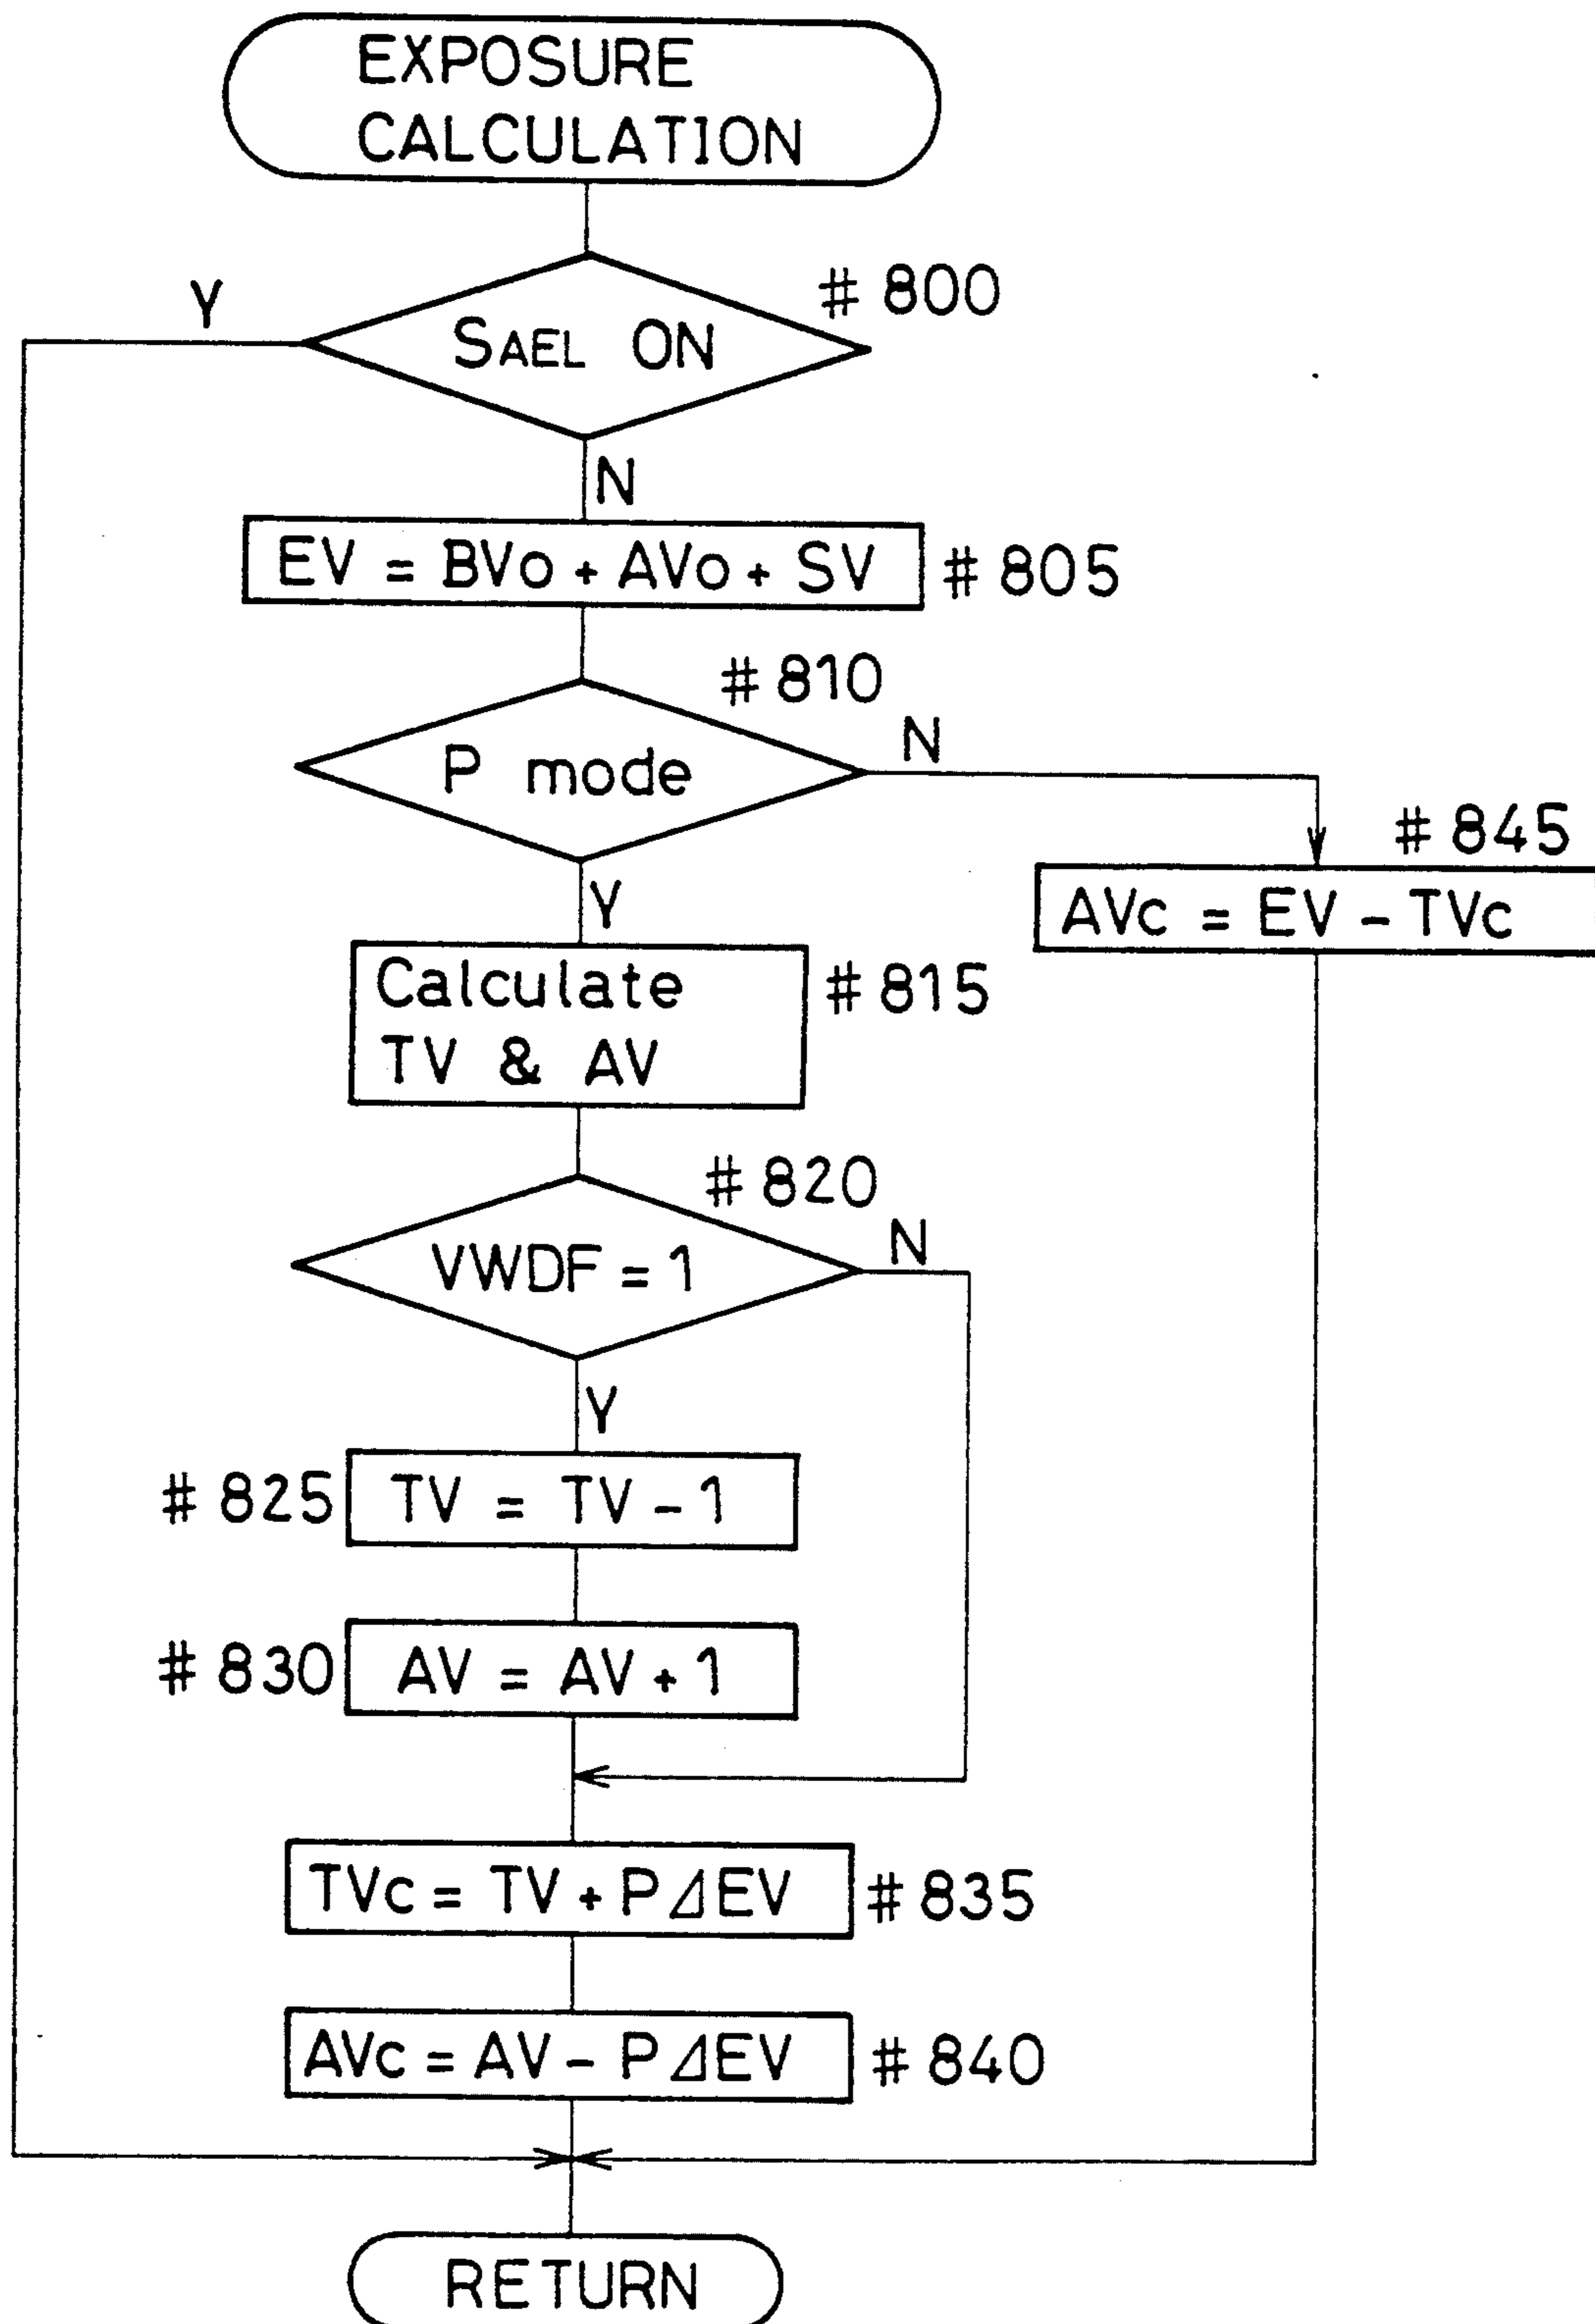 EXPOSURE
CALCULATION
# 800
Y
SAEL ON
N
EV = BVo + AVo + SV
# 805
# 810
P mode
N
Y
# 845
AVc = EV - TVc
Calculate
TV & AV
# 815
# 820
VWDF = 1
N
Y
# 825
TV = TV - 1
# 830
AV = AV + 1
TVc = TV + PΔEV
# 835
AVc = AV - PΔEV
# 840
RETURN